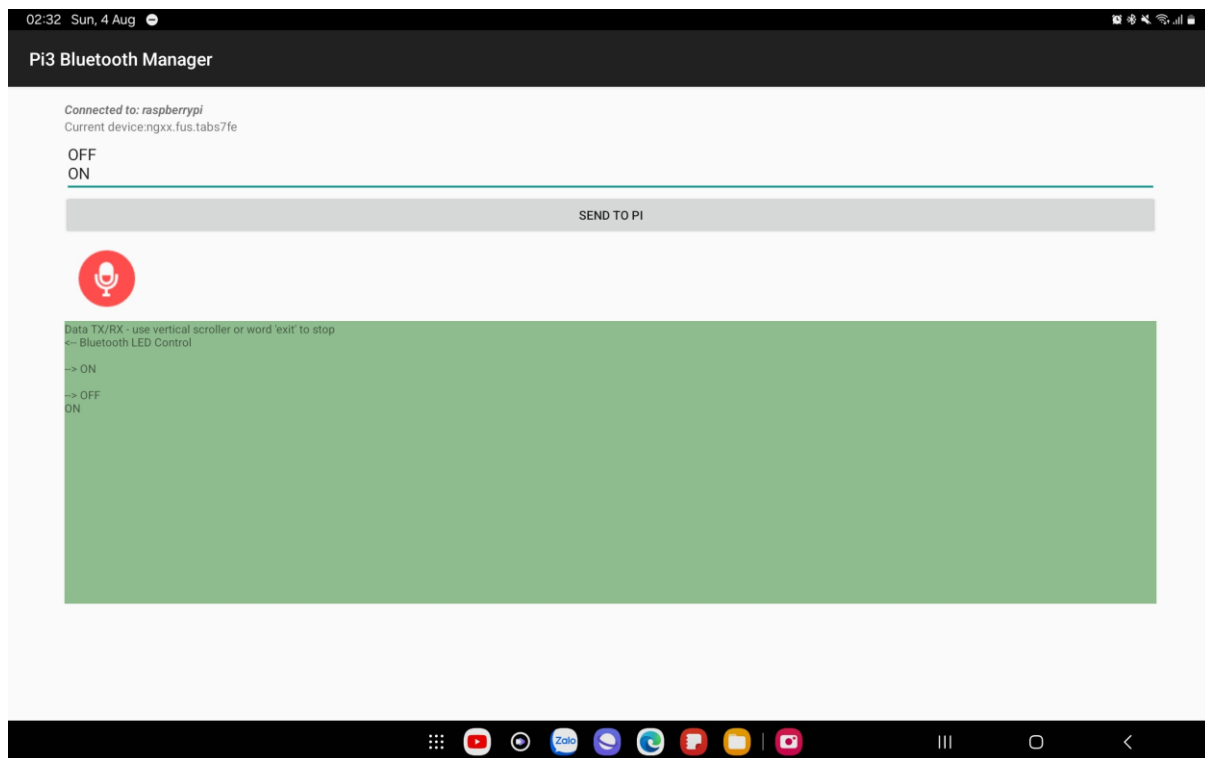 02:32 Sun, 4 Aug
Pi3 Bluetooth Manager
Connected to: raspberrypi
Current device:ngxx.fus.tabs7fe
OFF
ON
SEND TO PI
Data TX/RX - use vertical scroller or word 'exit' to stop
<-- Bluetooth LED Control
--> ON
--> OFF
ON
Zalo